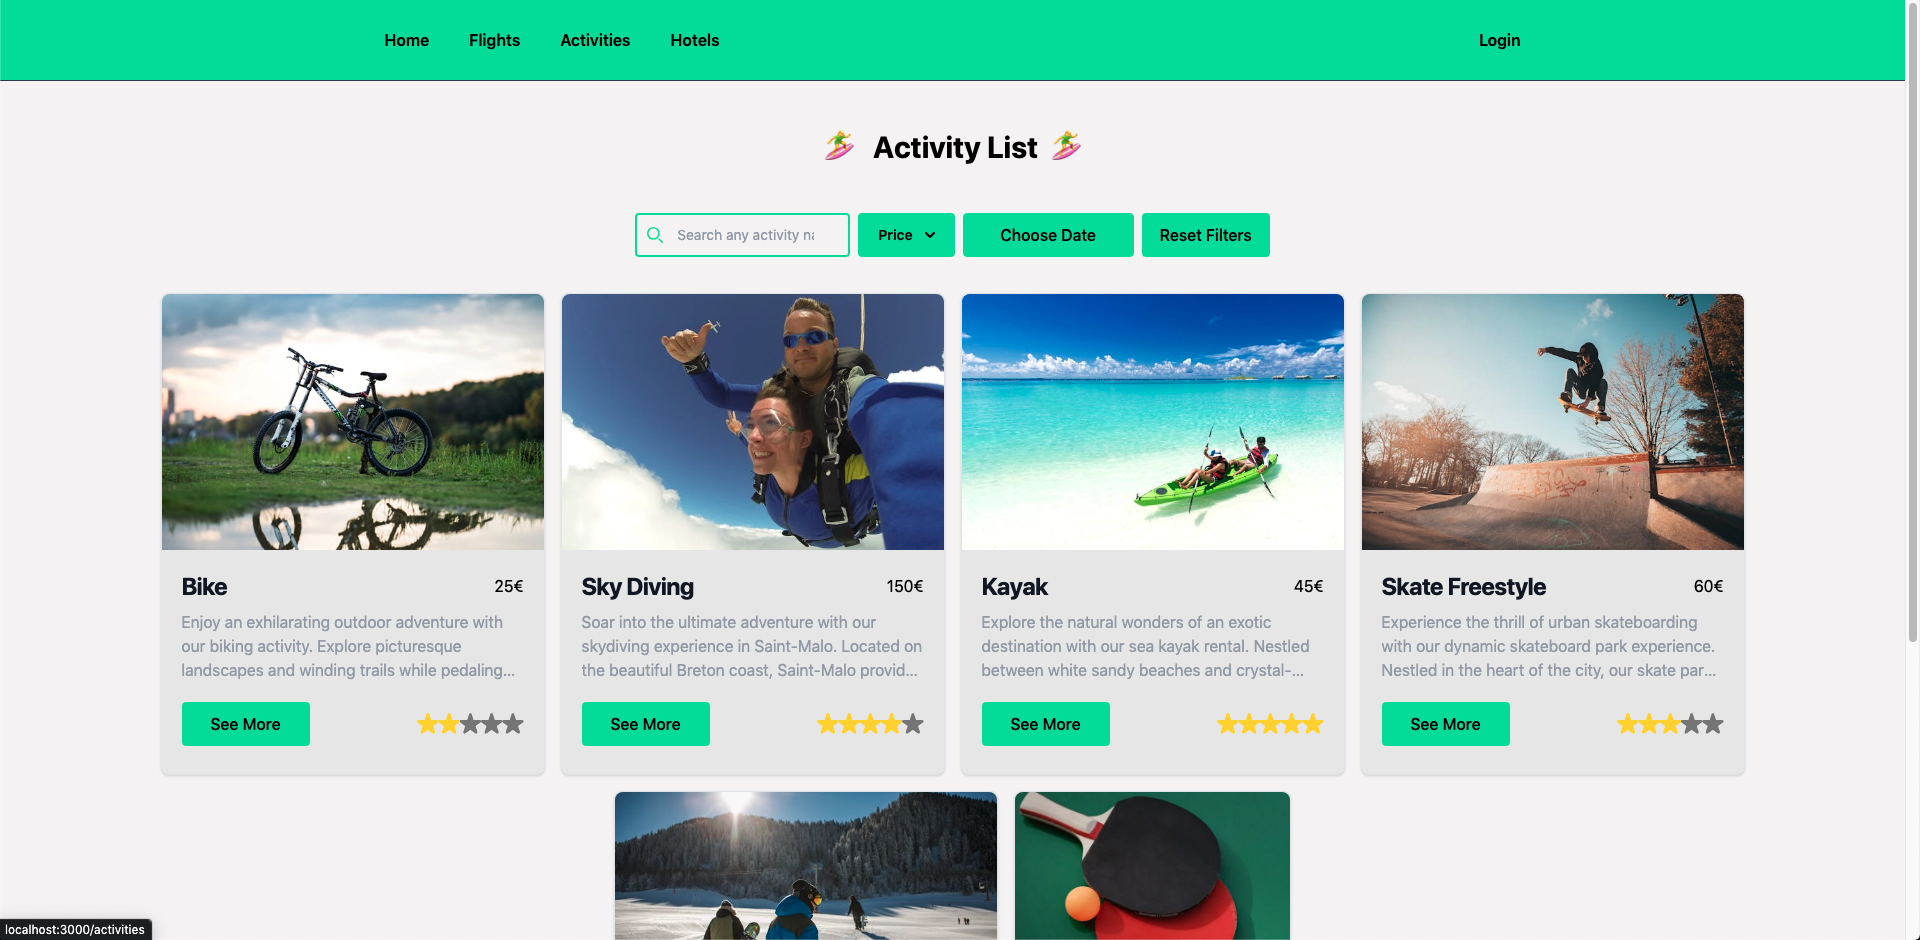 Home Flights Activities Hotels Login
Activity List
Search any activity na
Price
Choose Date
Reset Filters
Bike 25€
Enjoy an exhilarating outdoor adventure with
our biking activity. Explore picturesque
landscapes and winding trails while pedaling...
See More
Sky Diving 150€
Soar into the ultimate adventure with our
skydiving experience in Saint-Malo. Located on
the beautiful Breton coast, Saint-Malo provid...
See More
Kayak 45€
Explore the natural wonders of an exotic
destination with our sea kayak rental. Nestled
between white sandy beaches and crystal-...
See More
Skate Freestyle 60€
Experience the thrill of urban skateboarding
with our dynamic skateboard park experience.
Nestled in the heart of the city, our skate par...
See More
localhost:3000/activities